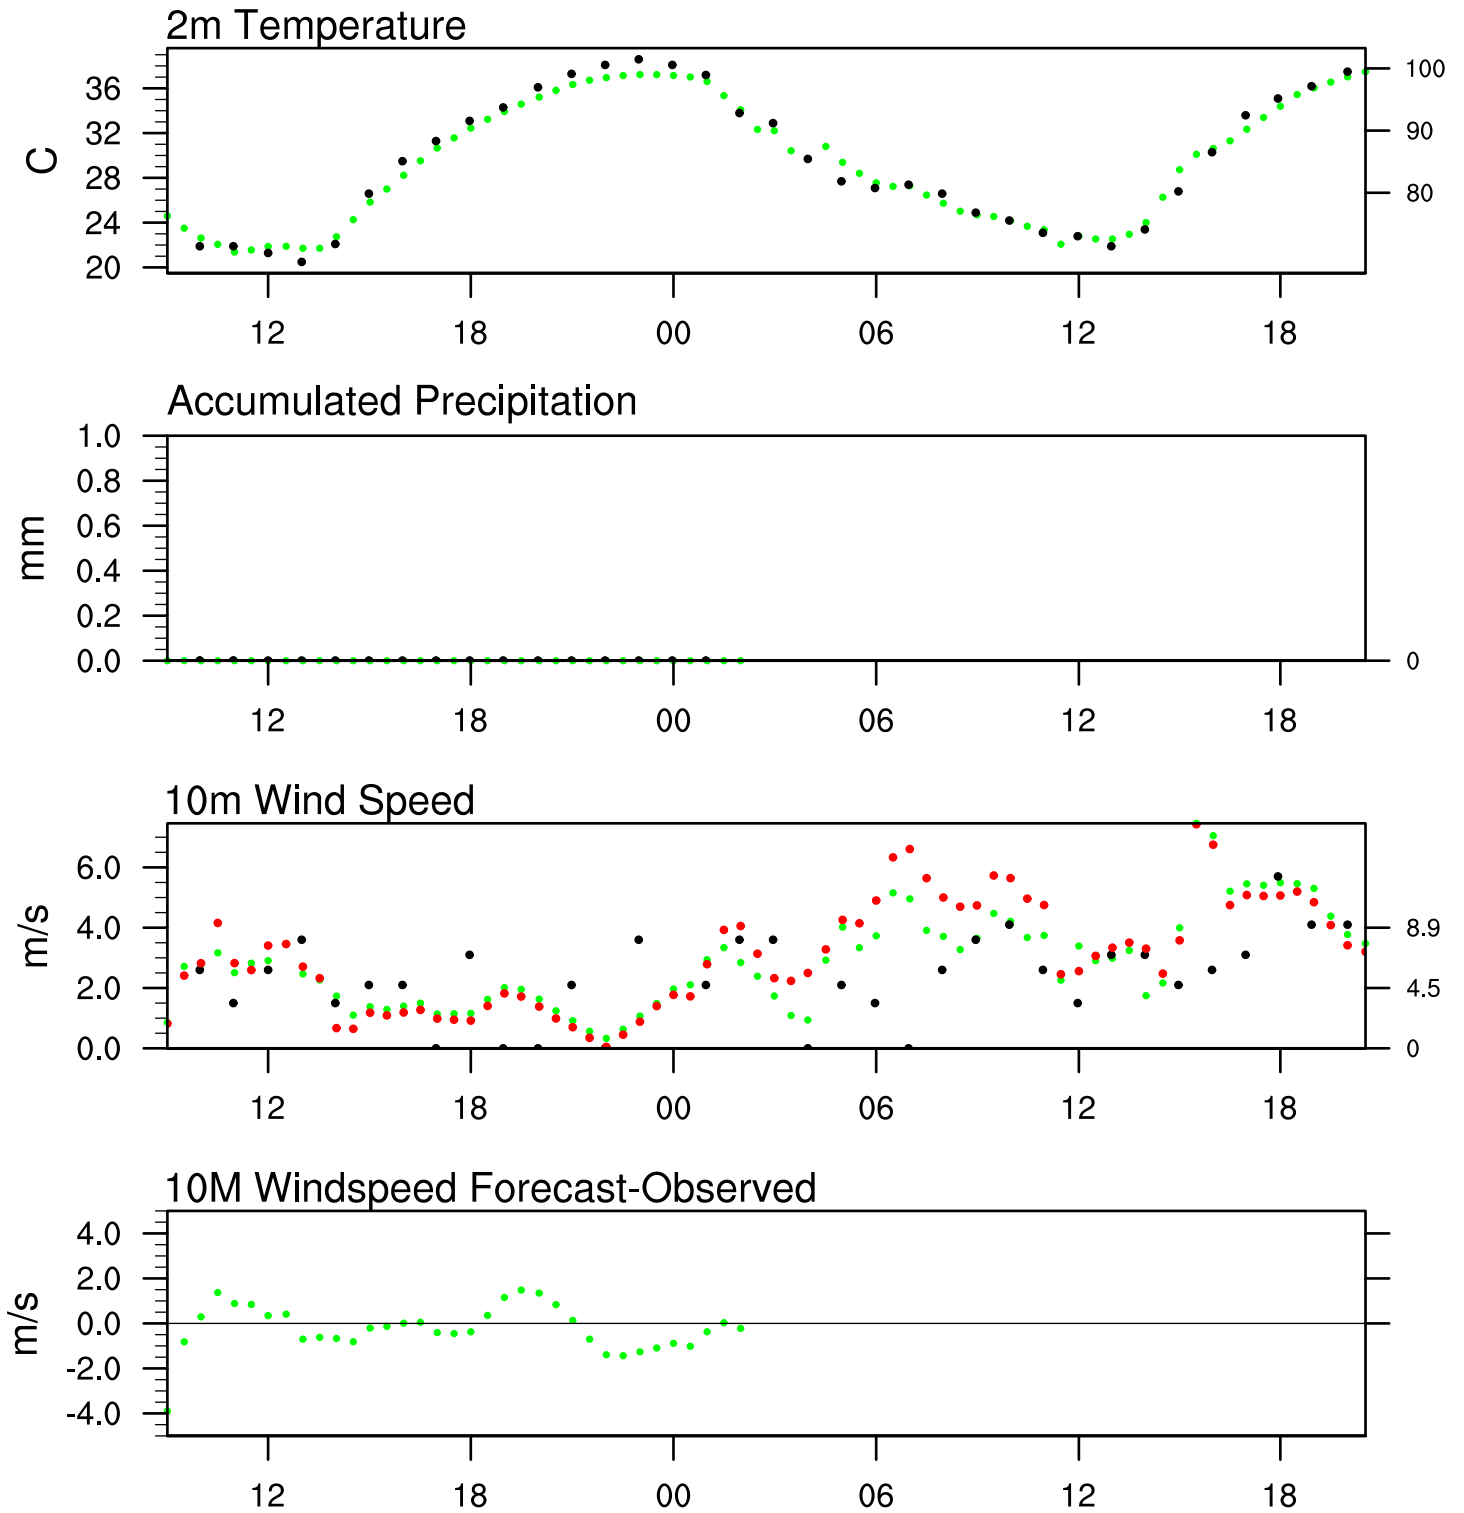 2m Temperature
36
32
28
24
20
C
100
90
80
12 18 00 06 12 18
Accumulated Precipitation
1.0
0.8
0.6
0.4
0.2
0.0
mm
0
12 18 00 06 12 18
10m Wind Speed
6.0
4.0
2.0
0.0
m/s
8.9
4.5
0
12 18 00 06 12 18
10M Windspeed Forecast-Observed
4.0
2.0
0.0
-2.0
-4.0
m/s
12 18 00 06 12 18